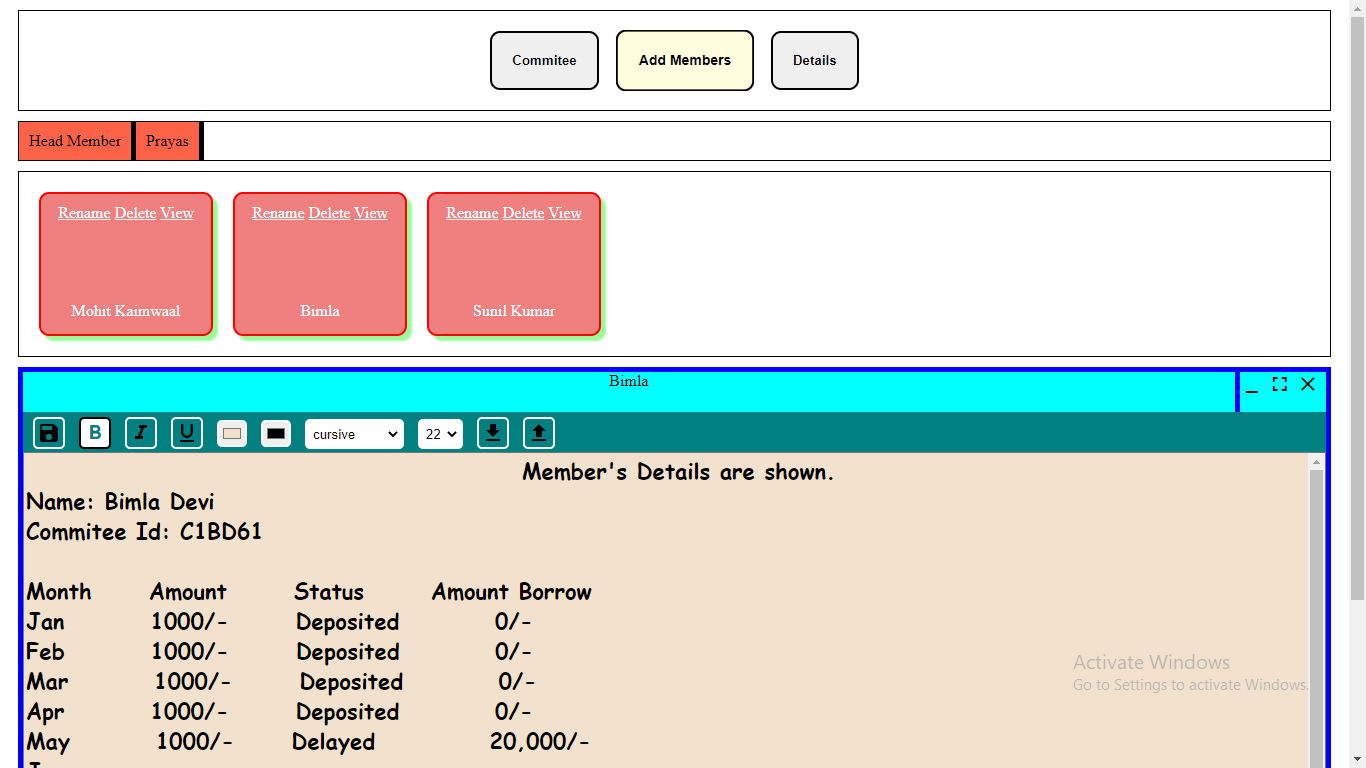 Commitee Add Members Details
Head Member Prayas
Rename Delete View Rename Delete View Rename Delete View
Mohit Kaimwaal Bimla Sunil Kumar
Bimla
B I U cursive 22
Member's Details are shown.
Name: Bimla Devi
Commitee Id: C1BD61
Month Amount Status Amount Borrow
Jan 1000/- Deposited 0/-
Feb 1000/- Deposited 0/-
Mar 1000/- Deposited 0/-
Apr 1000/- Deposited 0/-
May 1000/- Delayed 20,000/-
Activate Windows
Go to Settings to activate Windows.